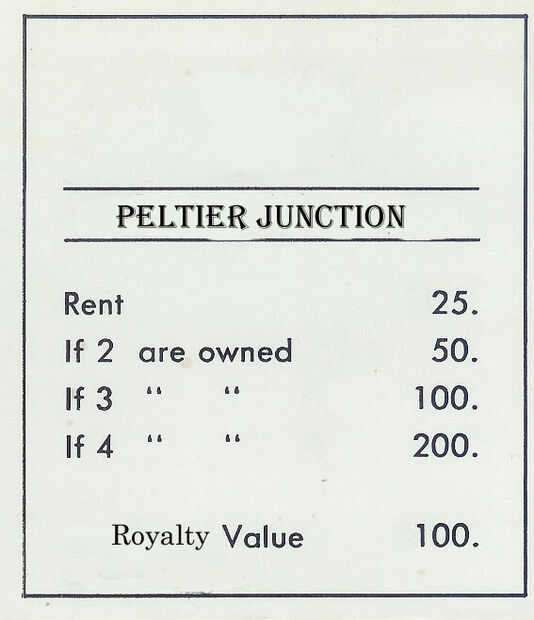 PELTIER JUNCTION
Rent 25.
If 2 are owned 50.
If 3 “ “ 100.
If 4 “ “ 200.
Royalty Value 100.